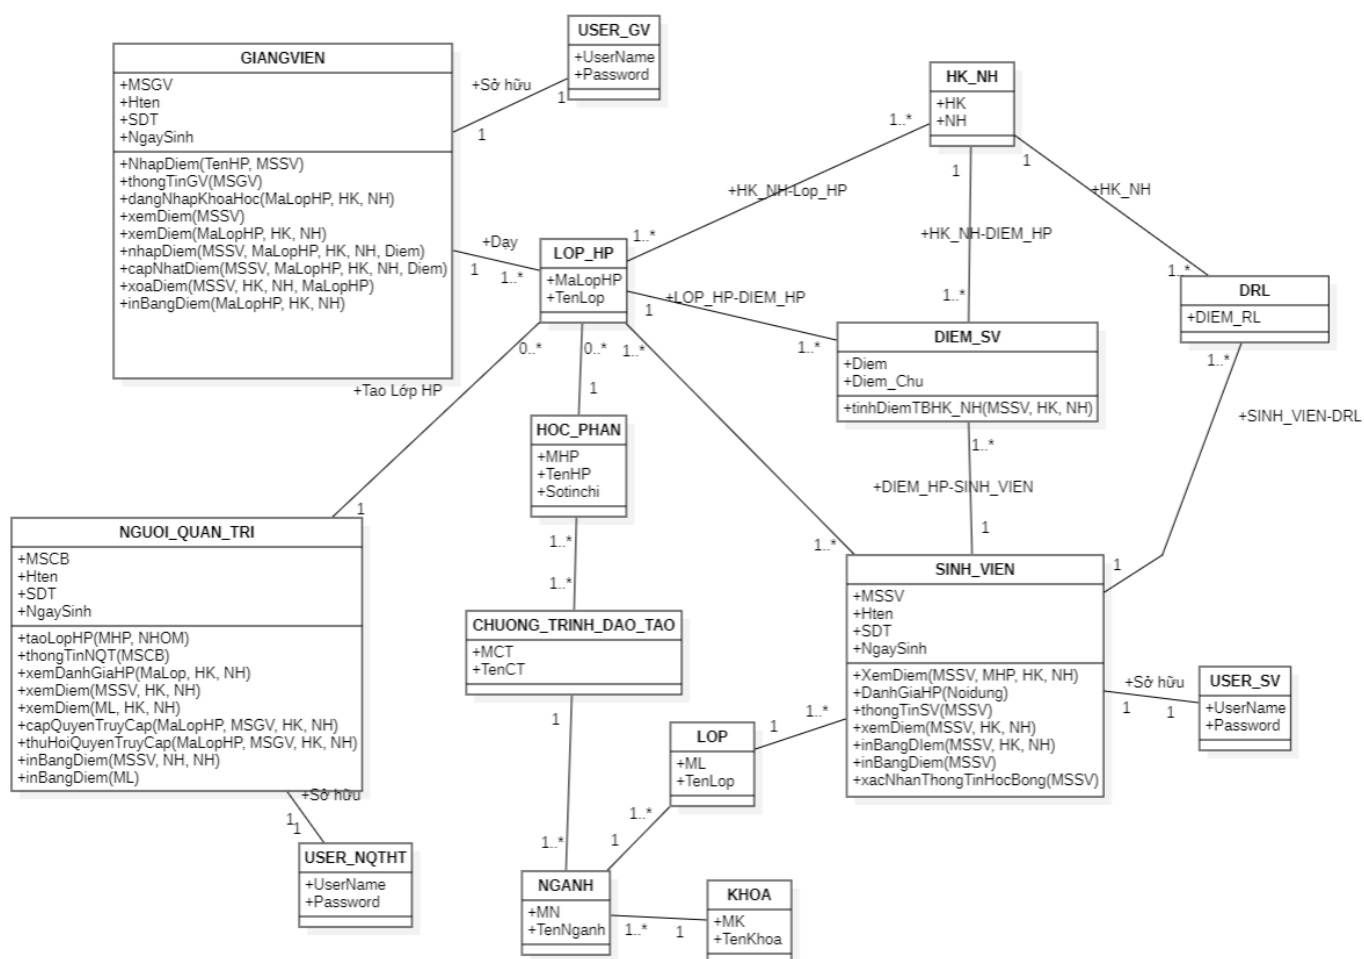 USER_GV
+UserName
+Password
GIANGVIEN
+MSGV
+Hten
+SDT
+NgaySinh
+NhapDiem(TenHP, MSSV)
+thongTinGV(MSGV)
+dangNhapKhoaHoc(MaLopHP, HK, NH)
+xemDiem(MSSV)
+xemDiem(MaLopHP, HK, NH)
+nhapDiem(MSSV, MaLopHP, HK, NH, Diem)
+capNhatDiem(MSSV, MaLopHP, HK, NH, Diem)
+xoaDiem(MSSV, HK, NH, MaLopHP)
+inBangDiem(MaLopHP, HK, NH)
+Sở hữu
1
1
HK_NH
+HK
+NH
1..*
1
1
+HK_NH-Lop_HP
+HK_NH
1..*
+HK_NH-DIEM_HP
+Dạy
1
1..*
LOP_HP
+MaLopHP
+TenLop
+LOP_HP-DIEM_HP
1
1..*
1..*
1..*
DRL
+DIEM_RL
1..*
DIEM_SV
+Diem
+Diem_Chu
+tinhDiemTBHK_NH(MSSV, HK, NH)
0..*
0..*
1..*
+Tao Lớp HP
1
1
HOC_PHAN
+MHP
+TenHP
+Sotinchi
1..*
1..*
+SINH_VIEN-DRL
1..*
+DIEM_HP-SINH_VIEN
1
1..*
1
NGUOI_QUAN_TRI
+MSCB
+Hten
+SDT
+NgaySinh
+taoLopHP(MHP, NHOM)
+thongTinNQT(MSCB)
+xemDanhGiaHP(MaLop, HK, NH)
+xemDiem(MSSV, HK, NH)
+xemDiem(ML, HK, NH)
+capQuyenTruyCap(MaLopHP, MSGV, HK, NH)
+thuHoiQuyenTruyCap(MaLopHP, MSGV, HK, NH)
+inBangDiem(MSSV, NH, NH)
+inBangDiem(ML)
CHUONG_TRINH_DAO_TAO
+MCT
+TenCT
1
1..*
SINH_VIEN
+MSSV
+Hten
+SDT
+NgaySinh
+XemDiem(MSSV, MHP, HK, NH)
+DanhGiaHP(Noidung)
+thongTinSV(MSSV)
+xemDiem(MSSV, HK, NH)
+inBangDIem(MSSV, HK, NH)
+inBangDiem(MSSV)
+xacNhanThongTinHocBong(MSSV)
+Sở hữu
1
1
USER_SV
+UserName
+Password
LOP
+ML
+TenLop
1
1..*
1..*
1
+Sở hữu
1
1
USER_NQTHT
+UserName
+Password
NGANH
+MN
+TenNganh
1..*
1
KHOA
+MK
+TenKhoa